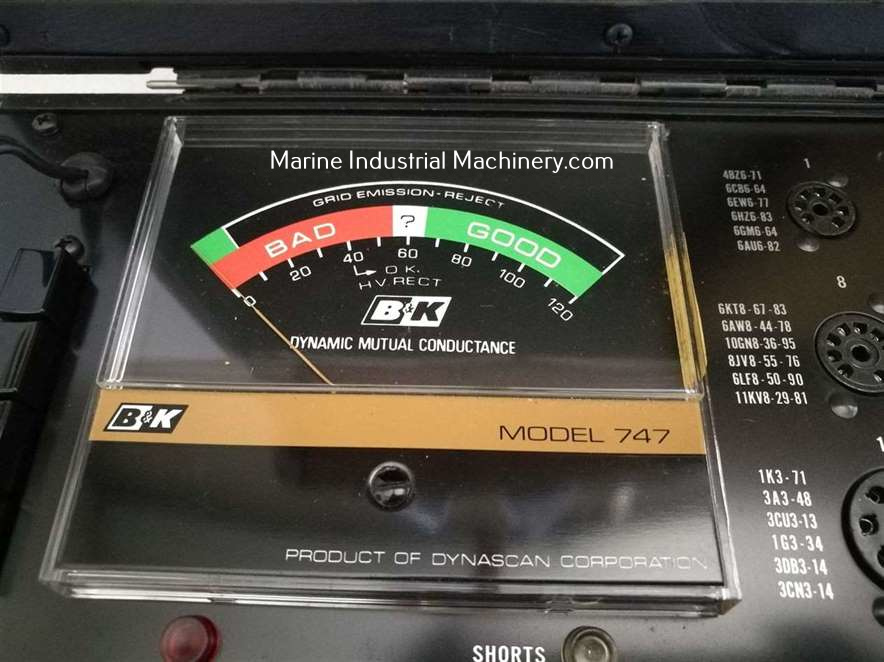 Marine Industrial Machinery.com
GRID EMISSION-REJECT
BAD ? GOOD
0 20 40 60 80 100 120
O K.
H.V. RECT
B&K
DYNAMIC MUTUAL CONDUCTANCE
B&K MODEL 747
PRODUCT OF DYNASCAN CORPORATION
SHORTS
1
4BZ6-71
6CB6-64
6EW6-77
6HZ6-83
6GM6-64
6AU6-82
8
6KT8-67-83
6AW8-44-78
10GN8-36-95
8JV8-55-76
6LF8-50-90
11KV8-29-81
1K3-71
3A3-48
3CU3-13
1G3-34
3DB3-14
3CN3-14